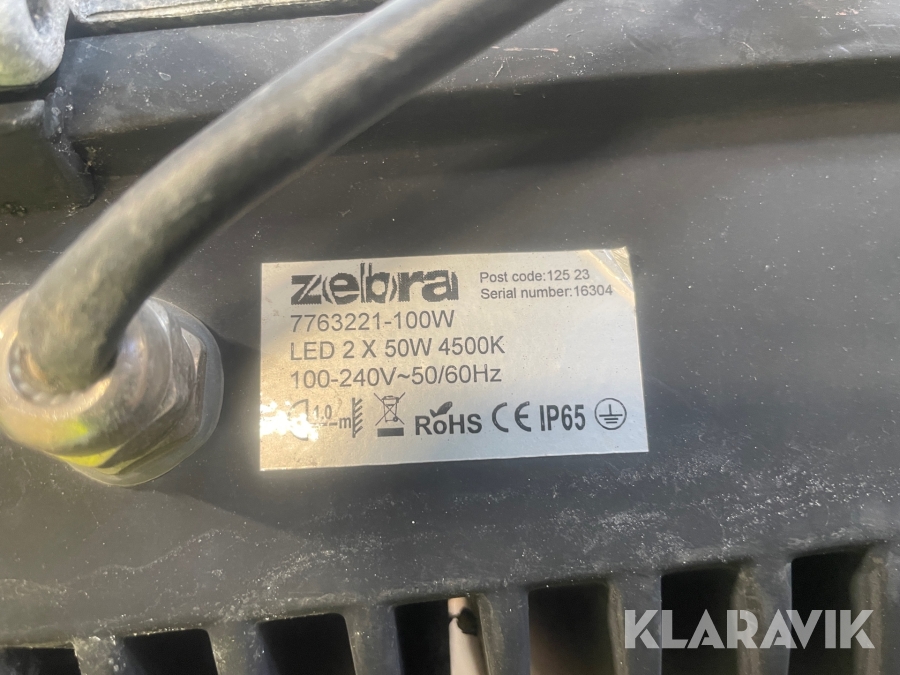 zebra
Post code:125 23
Serial number:16304
7763221-100W
LED 2 X 50W 4500K
100-240V~50/60Hz
1.0 m
RoHS CE IP65
KLARAVIK